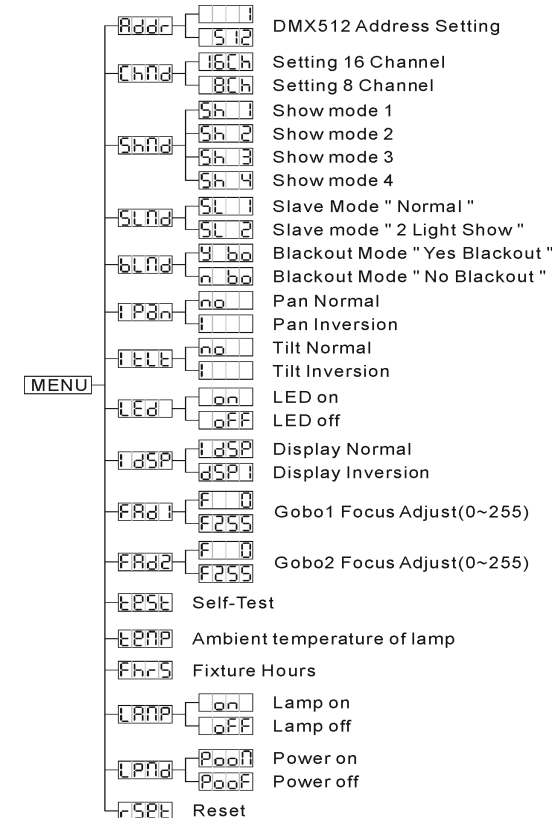 1
Addr
512
DMX512 Address Setting
16Ch Setting 16 Channel
ChMd
8Ch Setting 8 Channel
Sh 1 Show mode 1
Sh 2 Show mode 2
ShMd
Sh 3 Show mode 3
Sh 4 Show mode 4
SL 1 Slave Mode " Normal "
SLMd
SL 2 Slave mode " 2 Light Show "
Y bo Blackout Mode " Yes Blackout "
bLMd
n bo Blackout Mode " No Blackout "
no Pan Normal
IPan
I Pan Inversion
no Tilt Normal
ItLt
I Tilt Inversion
MENU
on LED on
LEd
oFF LED off
IdSP Display Normal
IdSP
dSPI Display Inversion
F 0
FAd1
F255
Gobo1 Focus Adjust(0~255)
F 0
FAd2
F255
Gobo2 Focus Adjust(0~255)
teSt Self-Test
teMP Ambient temperature of lamp
FhrS Fixture Hours
on Lamp on
LAMP
oFF Lamp off
PooM Power on
LPMd
PooF Power off
rSet Reset